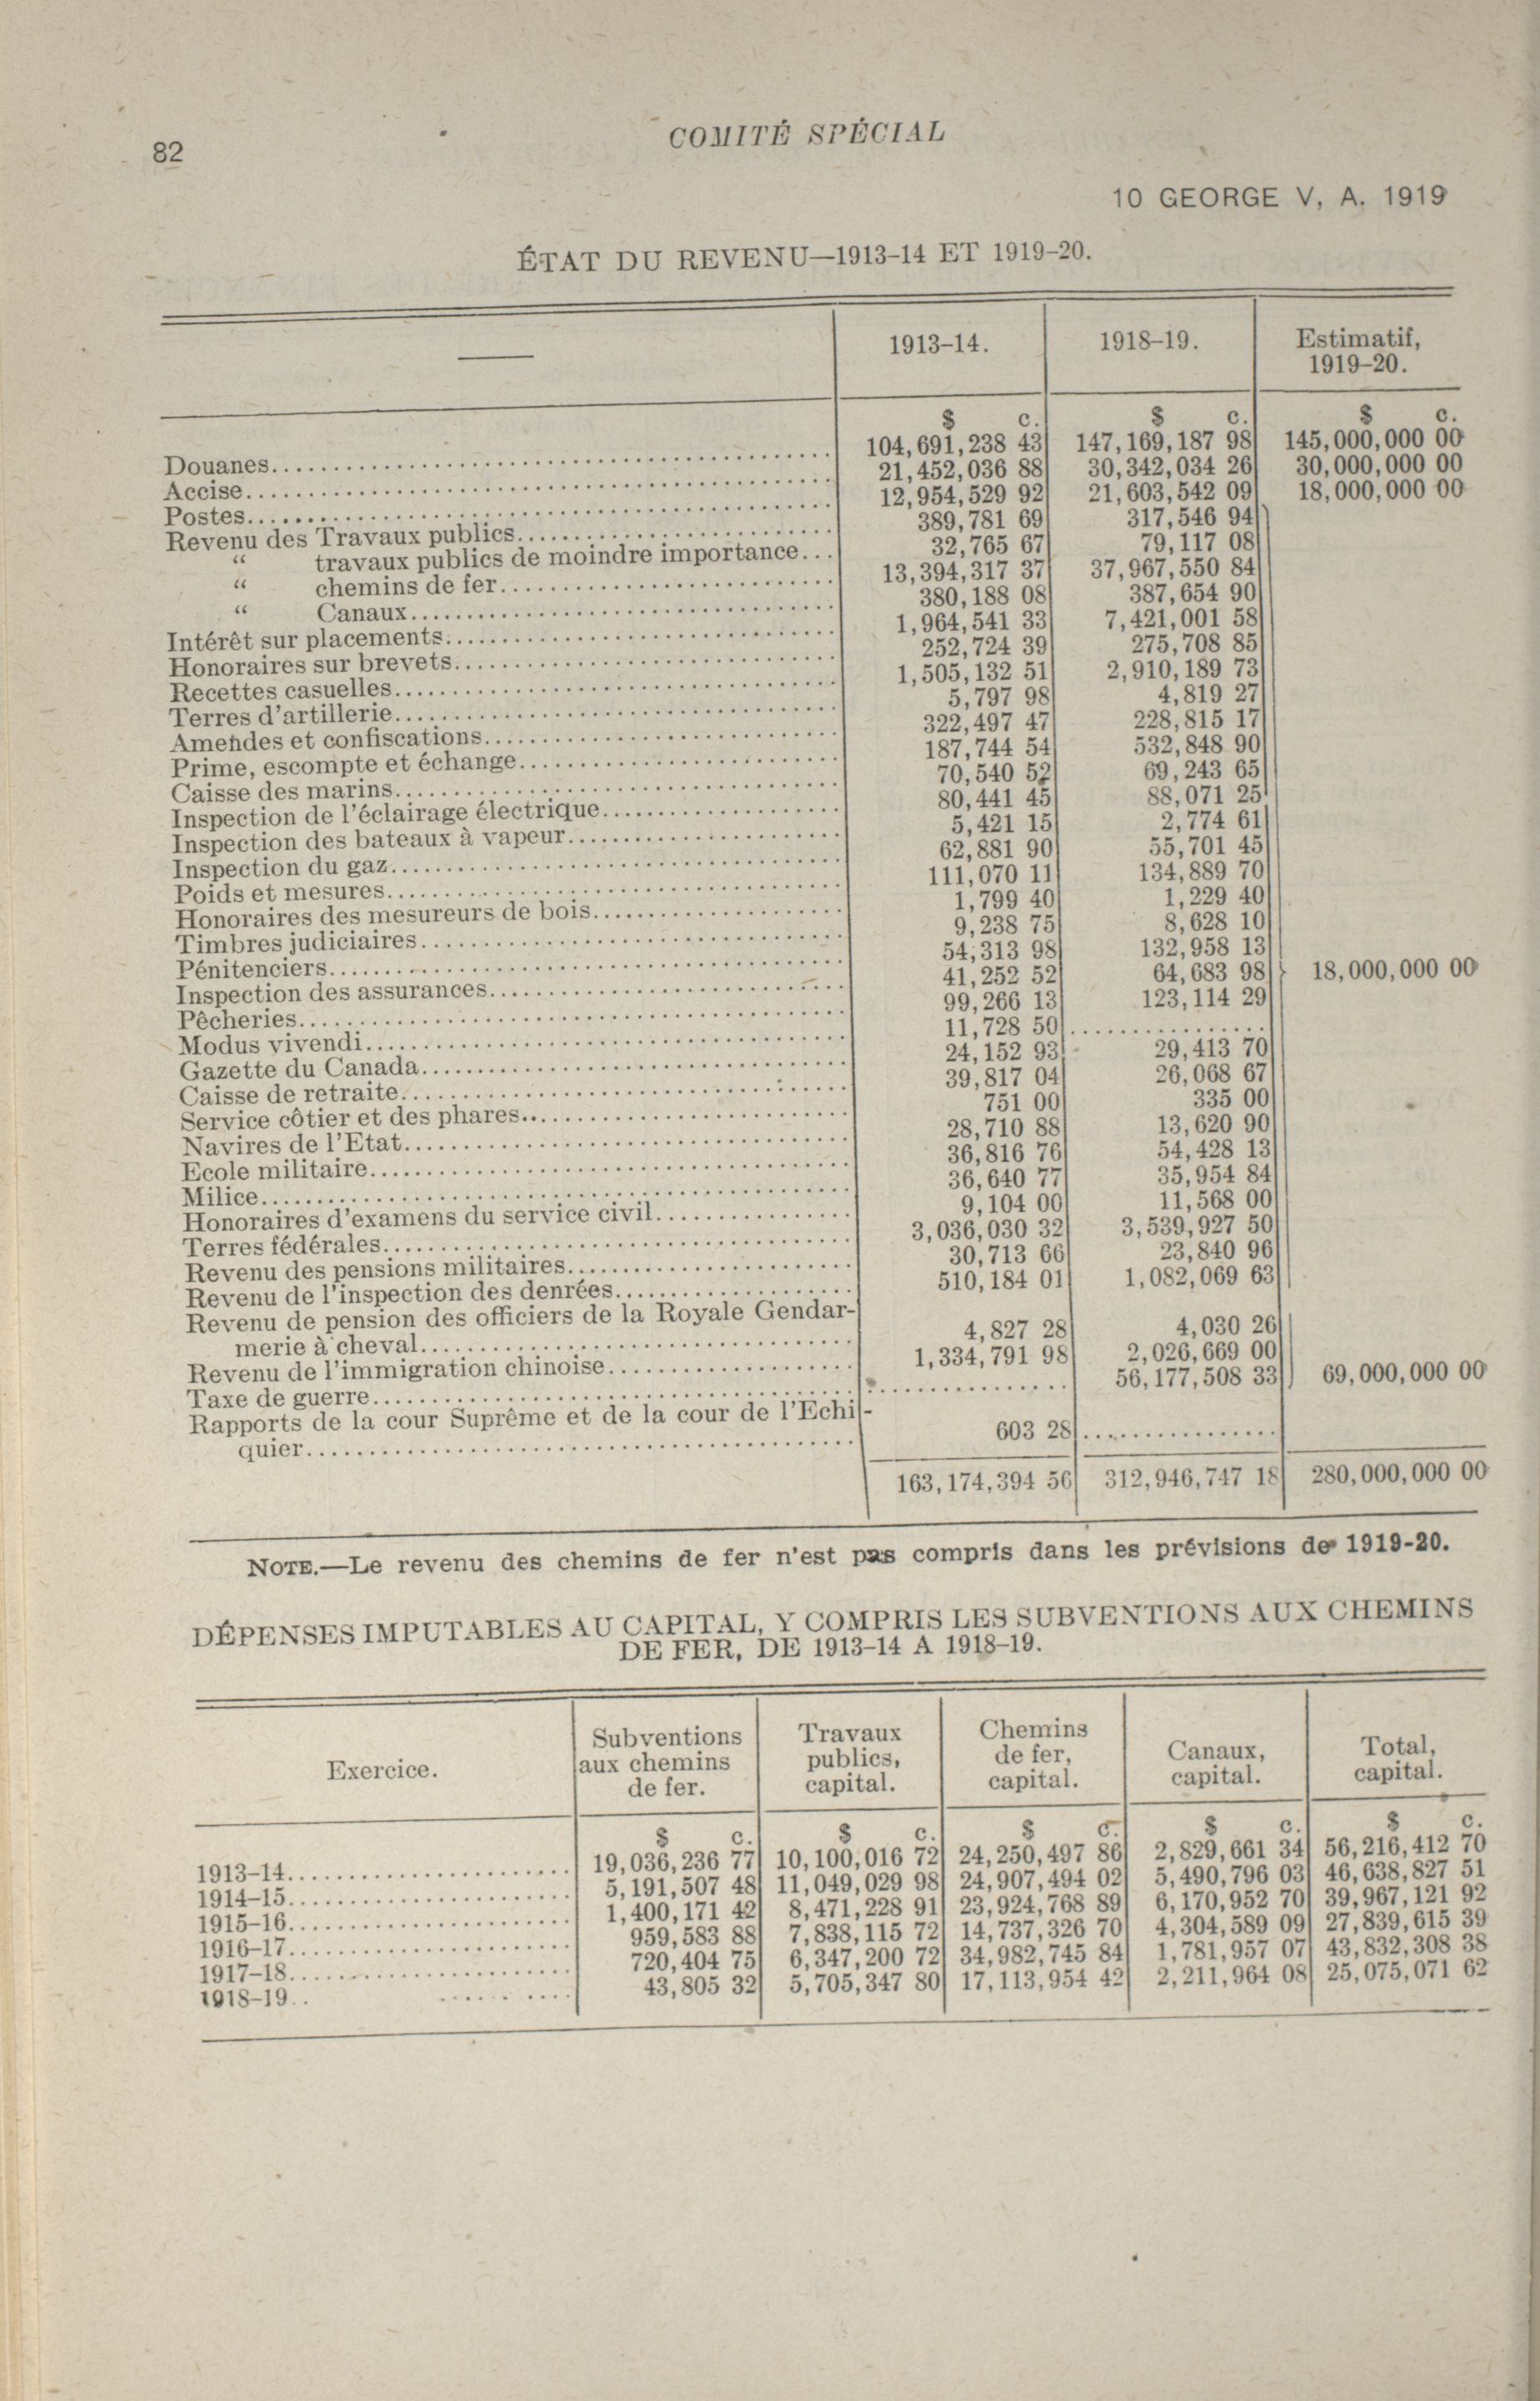 82
COMITÉ SPÉCIAL
10 GEORGE V, A. 1919
ÉTAT DU REVENU—1913-14 ET 1919-20.
1913-14. 1918-19. Estimatif, 1919-20.
$ c. $ c. $ c.
Douanes 104,691,238 43 147,169,187 98 145,000,000 00
Accise 21,452,036 88 30,342,034 26 30,000,000 00
Postes 12,954,529 92 21,603,542 09 18,000,000 00
Revenu des Travaux publics 389,781 69 317,546 94
“ travaux publics de moindre importance 32,765 67 79,117 08
“ chemins de fer 13,394,317 37 37,967,550 84
“ Canaux 380,188 08 387,654 90
Intérêt sur placements 1,964,541 33 7,421,001 58
Honoraires sur brevets 252,724 39 275,708 85
Recettes casuelles 1,505,132 51 2,910,189 73
Terres d'artillerie 5,797 98 4,819 27
Amendes et confiscations 322,497 47 228,815 17
Prime, escompte et échange 187,744 54 532,848 90
Caisse des marins 70,540 52 69,243 65
Inspection de l'éclairage électrique 80,441 45 88,071 25
Inspection des bateaux à vapeur 5,421 15 2,774 61
Inspection du gaz 62,881 90 55,701 45
Poids et mesures 111,070 11 134,889 70
Honoraires des mesureurs de bois 1,799 40 1,229 40
Timbres judiciaires 9,238 75 8,628 10
Pénitenciers 54,313 98 132,958 13
Inspection des assurances 41,252 52 64,683 98 18,000,000 00
Pêcheries 99,266 13 123,114 29
Modus vivendi 11,728 50
Gazette du Canada 24,152 93 29,413 70
Caisse de retraite 39,817 04 26,068 67
Service côtier et des phares 751 00 335 00
Navires de l'Etat 28,710 88 13,620 90
Ecole militaire 36,816 76 54,428 13
Milice 36,640 77 35,954 84
Honoraires d'examens du service civil 9,104 00 11,568 00
Terres fédérales 3,036,030 32 3,539,927 50
Revenu des pensions militaires 30,713 66 23,840 96
Revenu de l'inspection des denrées 510,184 01 1,082,069 63
Revenu de pension des officiers de la Royale Gendar-
merie à cheval 4,827 28 4,030 26
Revenu de l'immigration chinoise 1,334,791 98 2,026,669 00
Taxe de guerre 56,177,508 33 69,000,000 00
Rapports de la cour Suprême et de la cour de l'Echi-
quier 603 28
163,174,394 56 312,946,747 18 280,000,000 00
NOTE.—Le revenu des chemins de fer n'est pas compris dans les prévisions de 1919-20.
DÉPENSES IMPUTABLES AU CAPITAL, Y COMPRIS LES SUBVENTIONS AUX CHEMINS
DE FER, DE 1913-14 A 1918-19.
Exercice. Subventions aux chemins de fer. Travaux publics, capital. Chemins de fer, capital. Canaux, capital. Total, capital.
$ c. $ c. $ c. $ c. $ c.
1913-14 19,036,236 77 10,100,016 72 24,250,497 86 2,829,661 34 56,216,412 70
1914-15 5,191,507 48 11,049,029 98 24,907,494 02 5,490,796 03 46,638,827 51
1915-16 1,400,171 42 8,471,228 91 23,924,768 89 6,170,952 70 39,967,121 92
1916-17 959,583 88 7,838,115 72 14,737,326 70 4,304,589 09 27,839,615 39
1917-18 720,404 75 6,347,200 72 34,982,745 84 1,781,957 07 43,832,308 38
1918-19 43,805 32 5,705,347 80 17,113,954 42 2,211,964 08 25,075,071 62